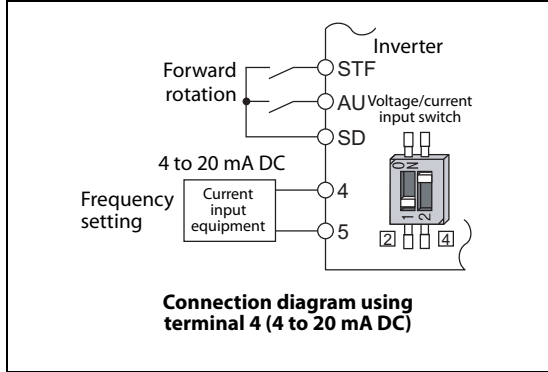 Inverter
Forward
rotation
STF
AU
SD
Voltage/current
input switch
ON
1 2
2 4
4 to 20 mA DC
Frequency
setting
Current
input
equipment
4
5
Connection diagram using
terminal 4 (4 to 20 mA DC)